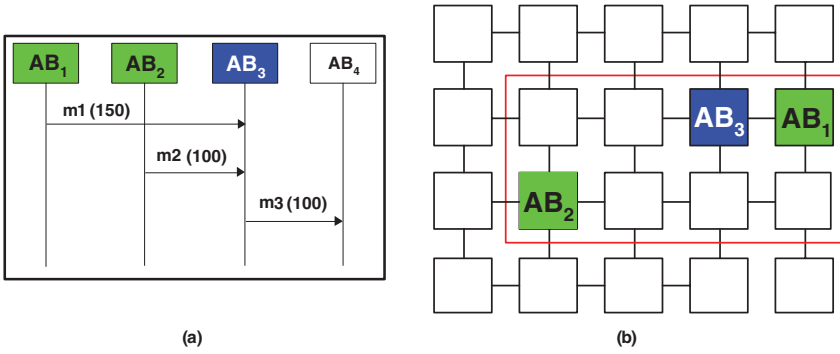 AB₁ AB₂ AB₃ AB₄
m1 (150)
m2 (100)
m3 (100)
(a)
AB₃ AB₁
AB₂
(b)